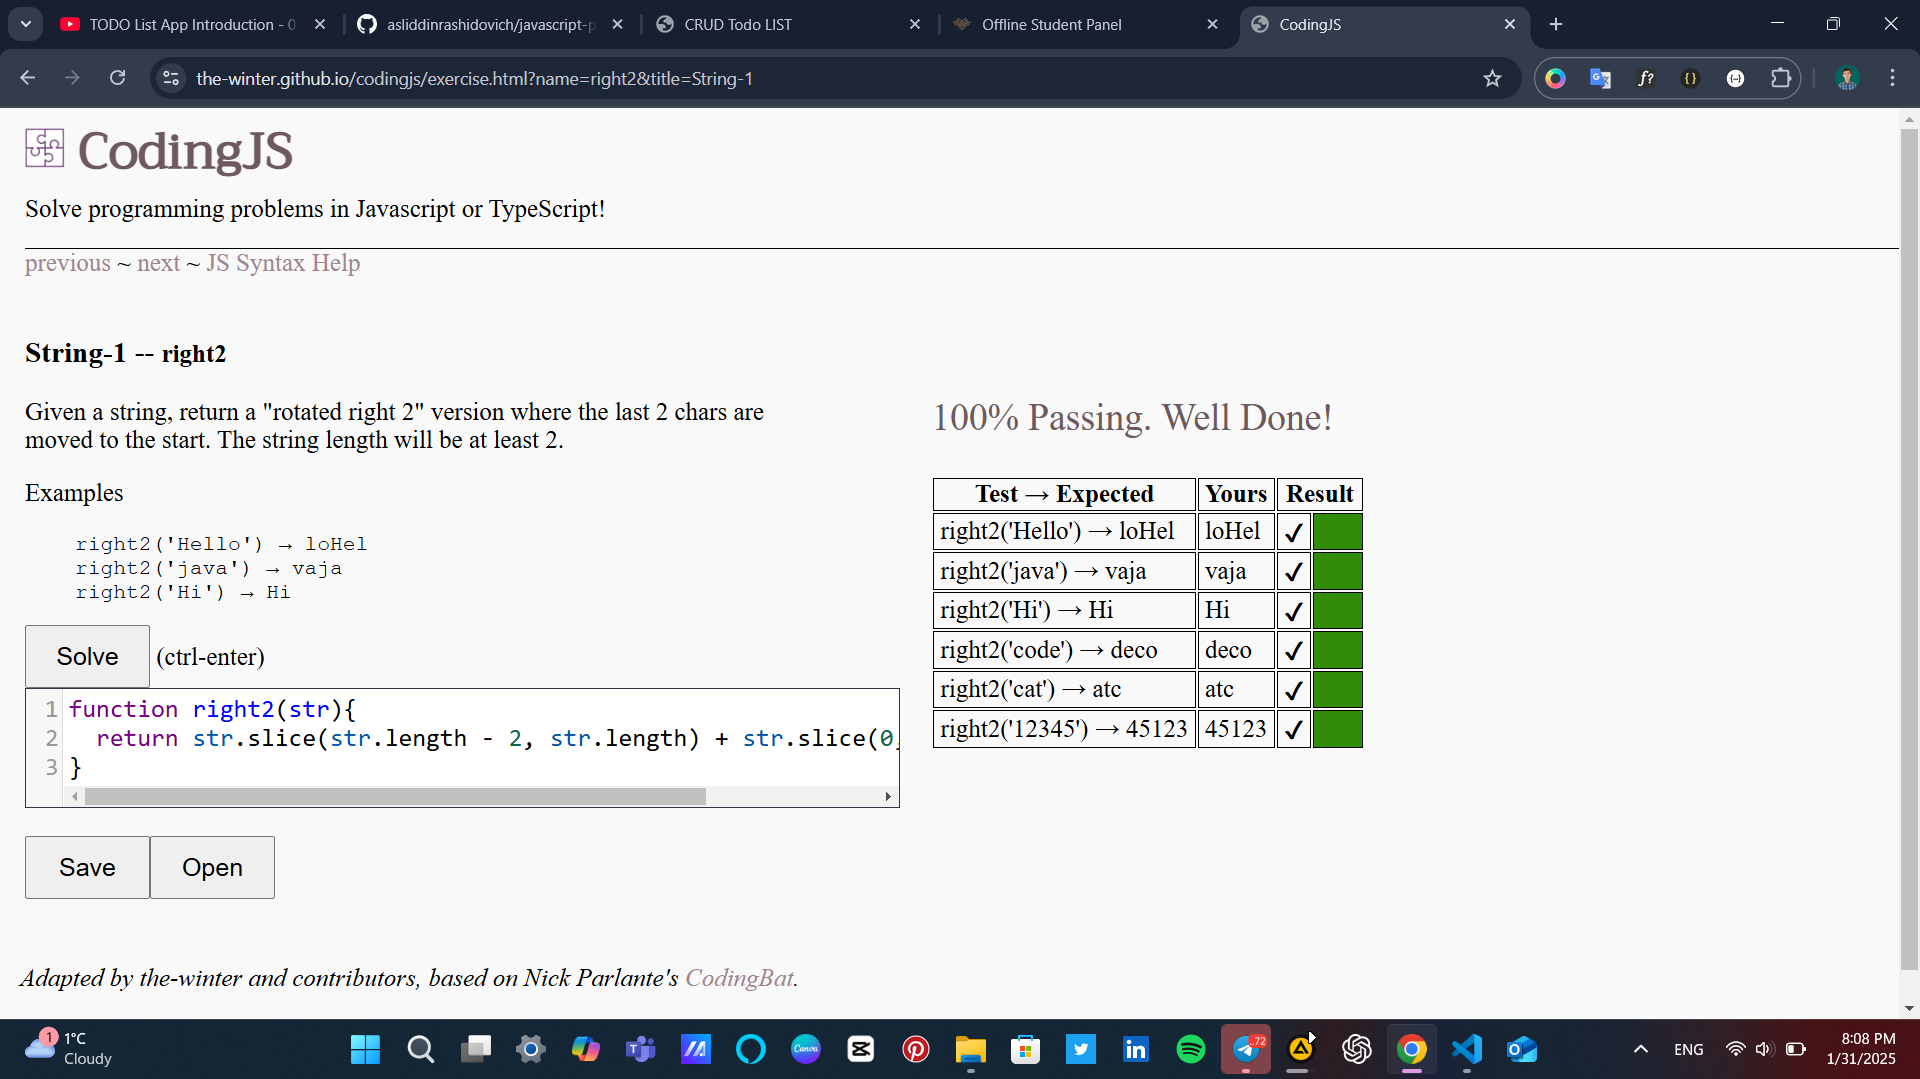 TODO List App Introduction - 0
asliddinrashidovich/javascript-p
CRUD Todo LIST
Offline Student Panel
CodingJS
the-winter.github.io/codingjs/exercise.html?name=right2&title=String-1
CodingJS
Solve programming problems in Javascript or TypeScript!
previous ~ next ~ JS Syntax Help
String-1 -- right2
Given a string, return a "rotated right 2" version where the last 2 chars are
moved to the start. The string length will be at least 2.
Examples
right2('Hello') → loHel
right2('java') → vaja
right2('Hi') → Hi
Solve (ctrl-enter)
1 function right2(str){
2 return str.slice(str.length - 2, str.length) + str.slice(0,
3 }
Save Open
100% Passing. Well Done!
Test → Expected Yours Result
right2('Hello') → loHel loHel ✓
right2('java') → vaja vaja ✓
right2('Hi') → Hi Hi ✓
right2('code') → deco deco ✓
right2('cat') → atc atc ✓
right2('12345') → 45123 45123 ✓
Adapted by the-winter and contributors, based on Nick Parlante's CodingBat.
1
1°C
Cloudy
Canva
..72
ENG
8:08 PM
1/31/2025